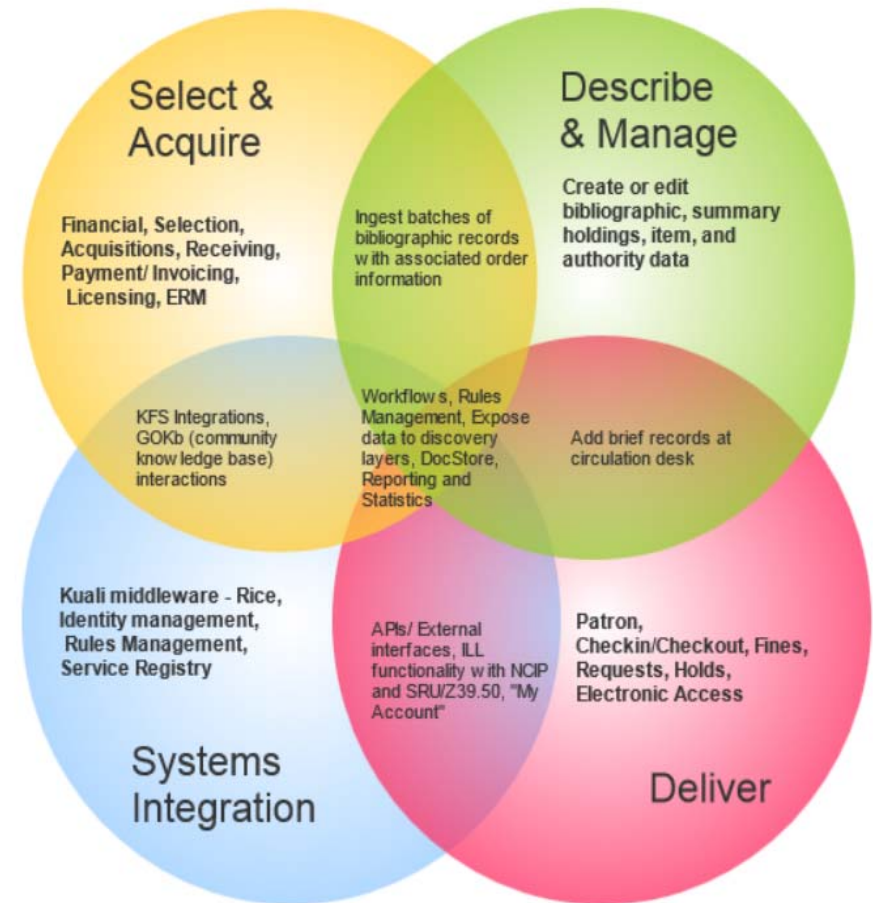 Select &
Acquire
Financial, Selection,
Acquisitions, Receiving,
Payment/ Invoicing,
Licensing, ERM
Describe
& Manage
Create or edit
bibliographic, summary
holdings, item, and
authority data
Ingest batches of
bibliographic records
with associated order
information
KFS Integrations,
GOKb (community
knowledge base)
interactions
Workflows, Rules
Management, Expose
data to discovery
layers, DocStore,
Reporting and
Statistics
Add brief records at
circulation desk
Kuali middleware - Rice,
Identity management,
Rules Management,
Service Registry
Systems
Integration
APIs/ External
interfaces, ILL
functionality with NCIP
and SRU/Z39.50, "My
Account"
Patron,
Checkin/Checkout, Fines,
Requests, Holds,
Electronic Access
Deliver